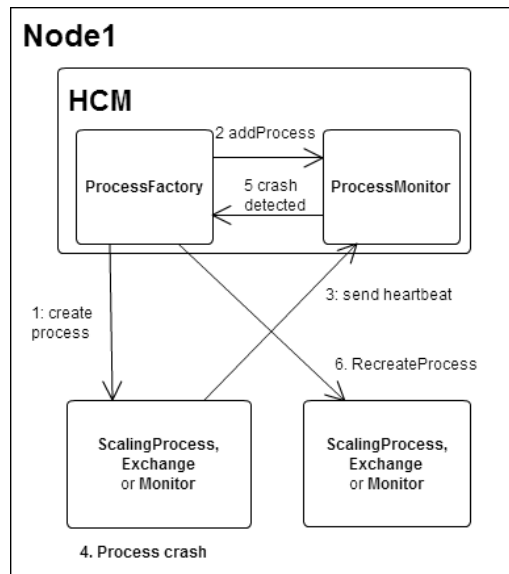 Node1
HCM
2 addProcess
ProcessFactory
ProcessMonitor
5 crash
detected
1: create
process
3: send heartbeat
6. RecreateProcess
ScalingProcess,
Exchange
or Monitor
ScalingProcess,
Exchange
or Monitor
4. Process crash